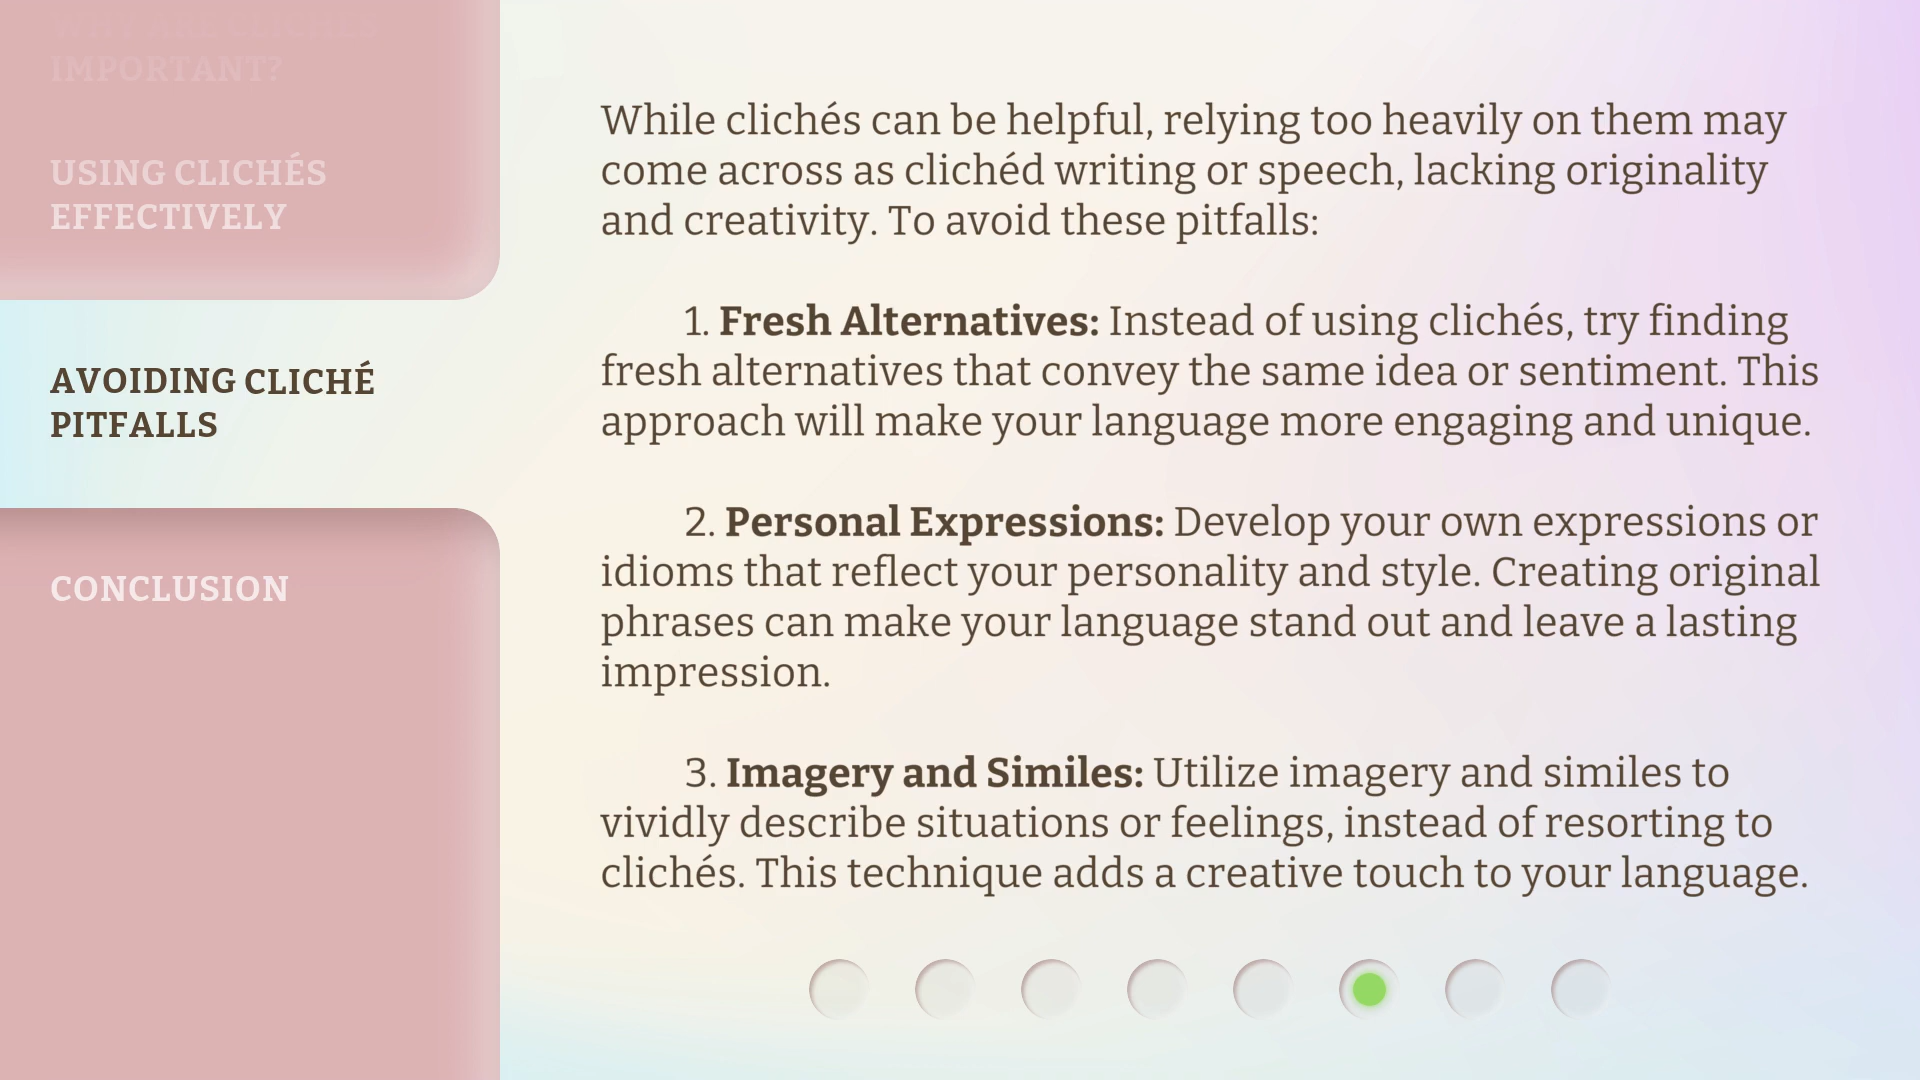 WHY ARE CLICHÉS
IMPORTANT?
USING CLICHÉS
EFFECTIVELY
AVOIDING CLICHÉ
PITFALLS
CONCLUSION
While clichés can be helpful, relying too heavily on them may
come across as clichéd writing or speech, lacking originality
and creativity. To avoid these pitfalls:
1. Fresh Alternatives: Instead of using clichés, try finding
fresh alternatives that convey the same idea or sentiment. This
approach will make your language more engaging and unique.
2. Personal Expressions: Develop your own expressions or
idioms that reflect your personality and style. Creating original
phrases can make your language stand out and leave a lasting
impression.
3. Imagery and Similes: Utilize imagery and similes to
vividly describe situations or feelings, instead of resorting to
clichés. This technique adds a creative touch to your language.